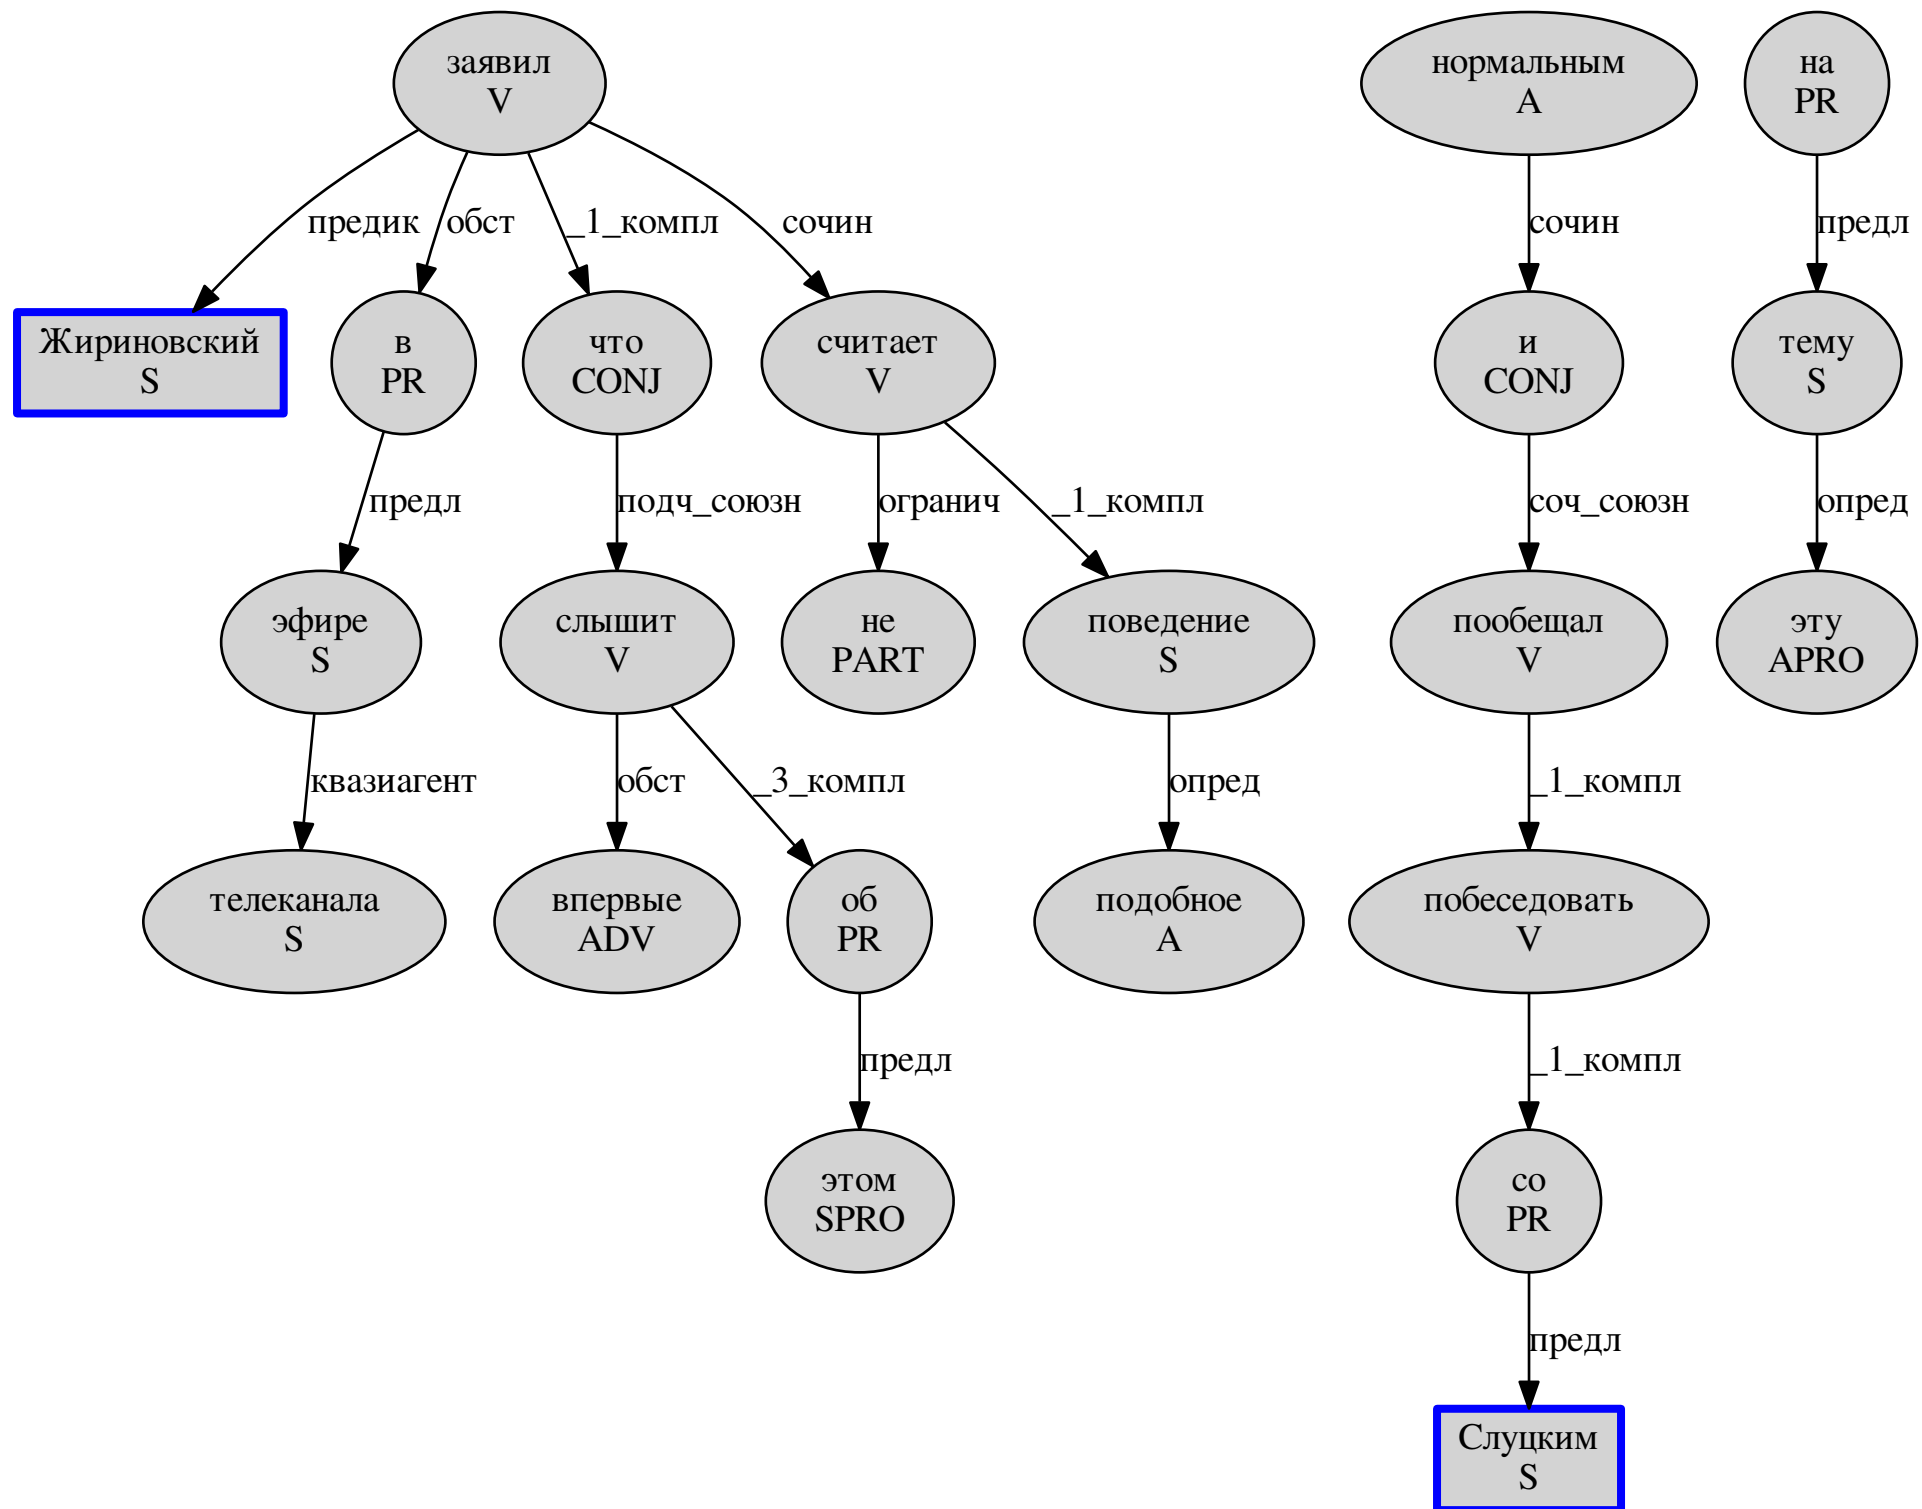 заявил
V
нормальным
A
на
PR
предик
обст
_1_компл
сочин
сочин
предл
Жириновский
S
в
PR
что
CONJ
считает
V
и
CONJ
тему
S
предл
подч_союзн
огранич
_1_компл
соч_союзн
опред
эфире
S
слышит
V
не
PART
поведение
S
пообещал
V
эту
APRO
квазиагент
обст
_3_компл
опред
_1_компл
телеканала
S
впервые
ADV
об
PR
подобное
A
побеседовать
V
предл
_1_компл
этом
SPRO
со
PR
предл
Слуцким
S